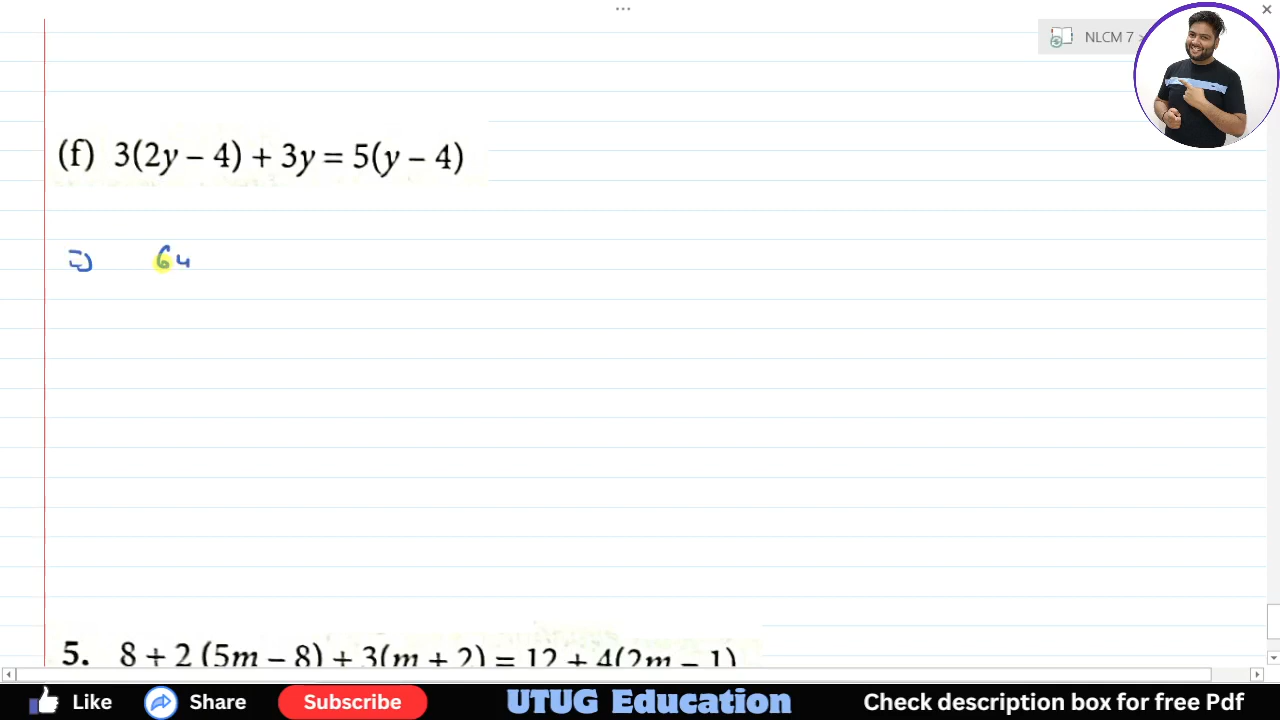 ...
NLCM 7 >
(f) 3(2y – 4) + 3y = 5(y – 4)
⇒ 6y
5. 8 + 2 (5m – 8) + 3(m + 2) = 12 + 4(2m – 1)
Like
Share
Subscribe
UTUG Education
Check description box for free Pdf